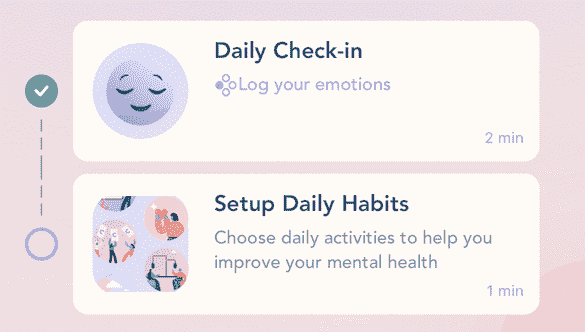 Daily Check-in
Log your emotions
2 min
Setup Daily Habits
Choose daily activities to help you
improve your mental health
1 min